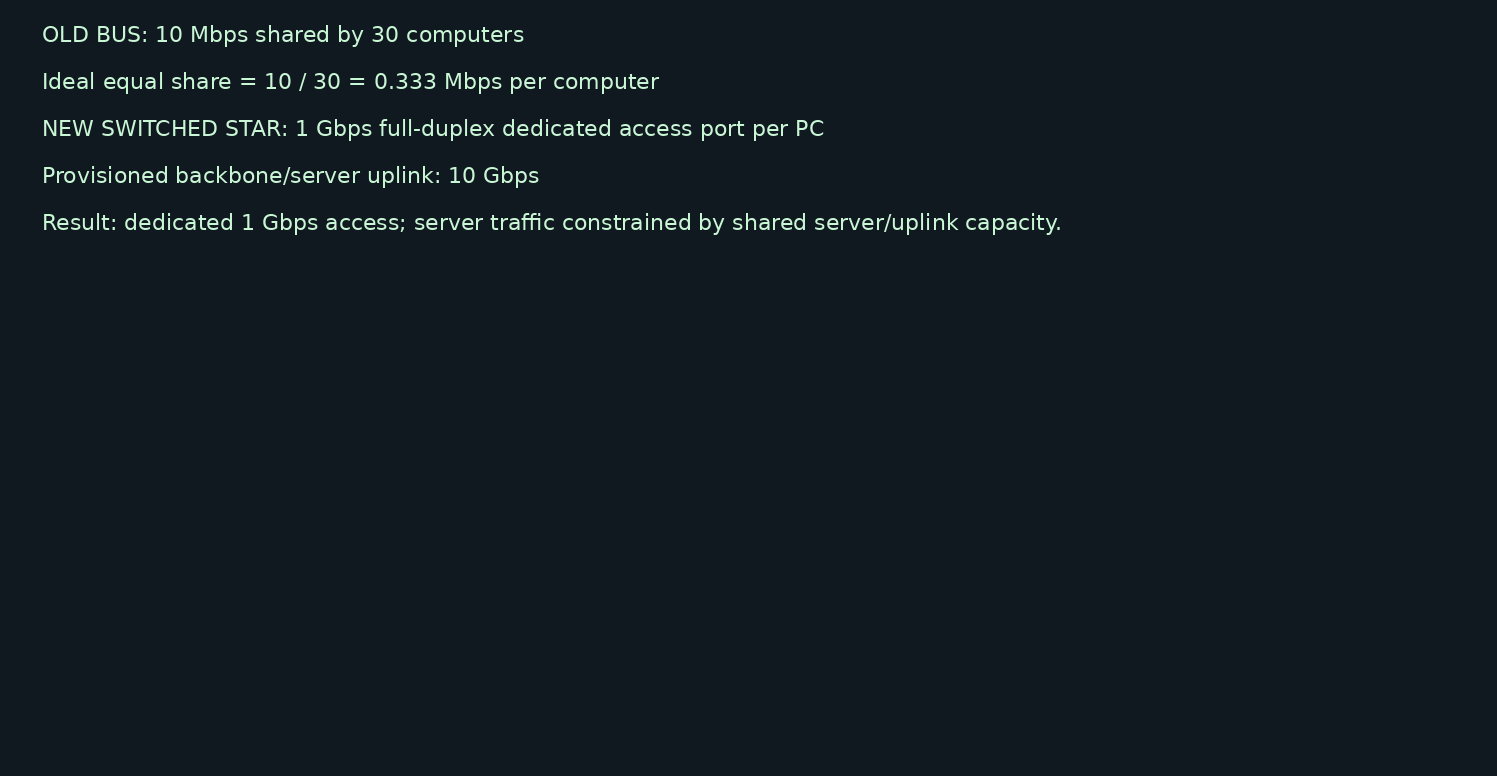 OLD BUS: 10 Mbps shared by 30 computers
Ideal equal share = 10 / 30 = 0.333 Mbps per computer
NEW SWITCHED STAR: 1 Gbps full-duplex dedicated access port per PC
Provisioned backbone/server uplink: 10 Gbps
Result: dedicated 1 Gbps access; server traffic constrained by shared server/uplink capacity.